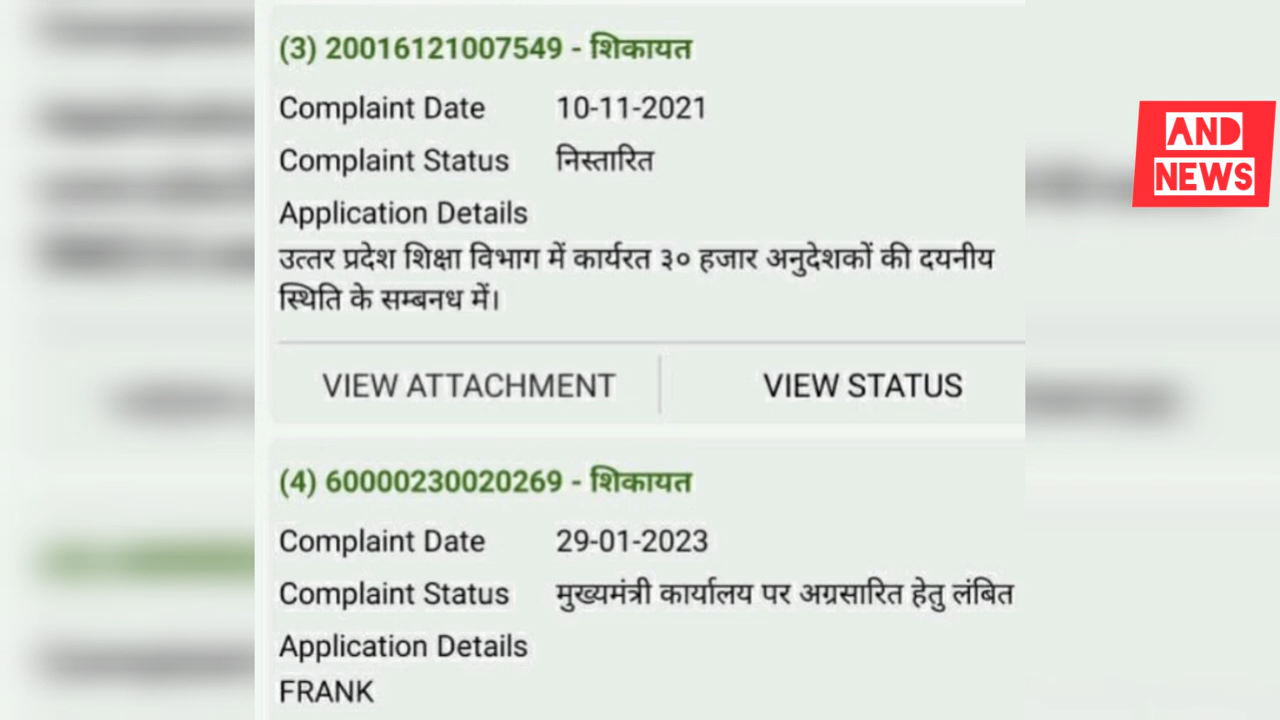 (3) 20016121007549 - शिकायत
Complaint Date 10-11-2021
Complaint Status निस्तारित
Application Details
उत्तर प्रदेश शिक्षा विभाग में कार्यरत ३० हजार अनुदेशकों की दयनीय
स्थिति के सम्बनध में।
VIEW ATTACHMENT VIEW STATUS
(4) 60000230020269 - शिकायत
Complaint Date 29-01-2023
Complaint Status मुख्यमंत्री कार्यालय पर अग्रसारित हेतु लंबित
Application Details
FRANK
AND
NEWS